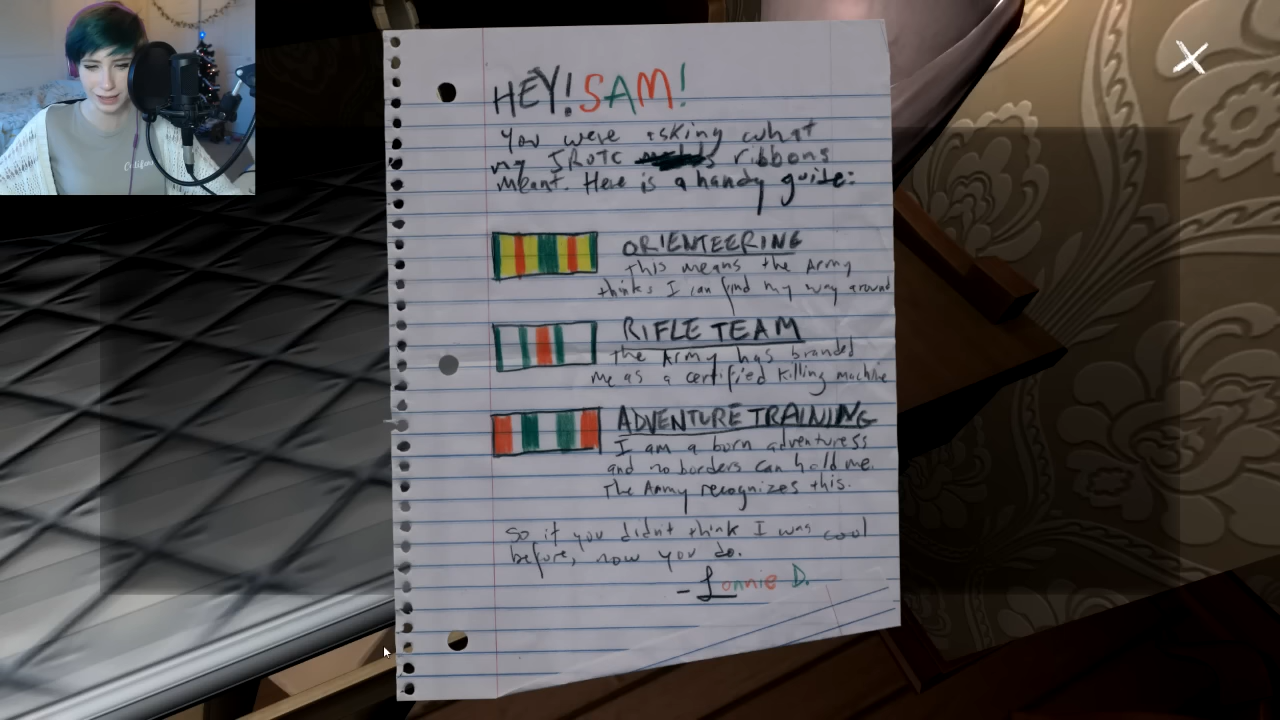 HEY! SAM!
You were asking what
my JROTC ribbons
meant. Here is a handy guide:
ORIENTEERING
This means the Army
thinks I can find my way around
RIFLE TEAM
The Army has branded
me as a certified killing machine
ADVENTURE TRAINING
I am a born adventuress
and no borders can hold me.
The Army recognizes this.
So if you didn't think I was cool
before, now you do.
- Lonnie D.